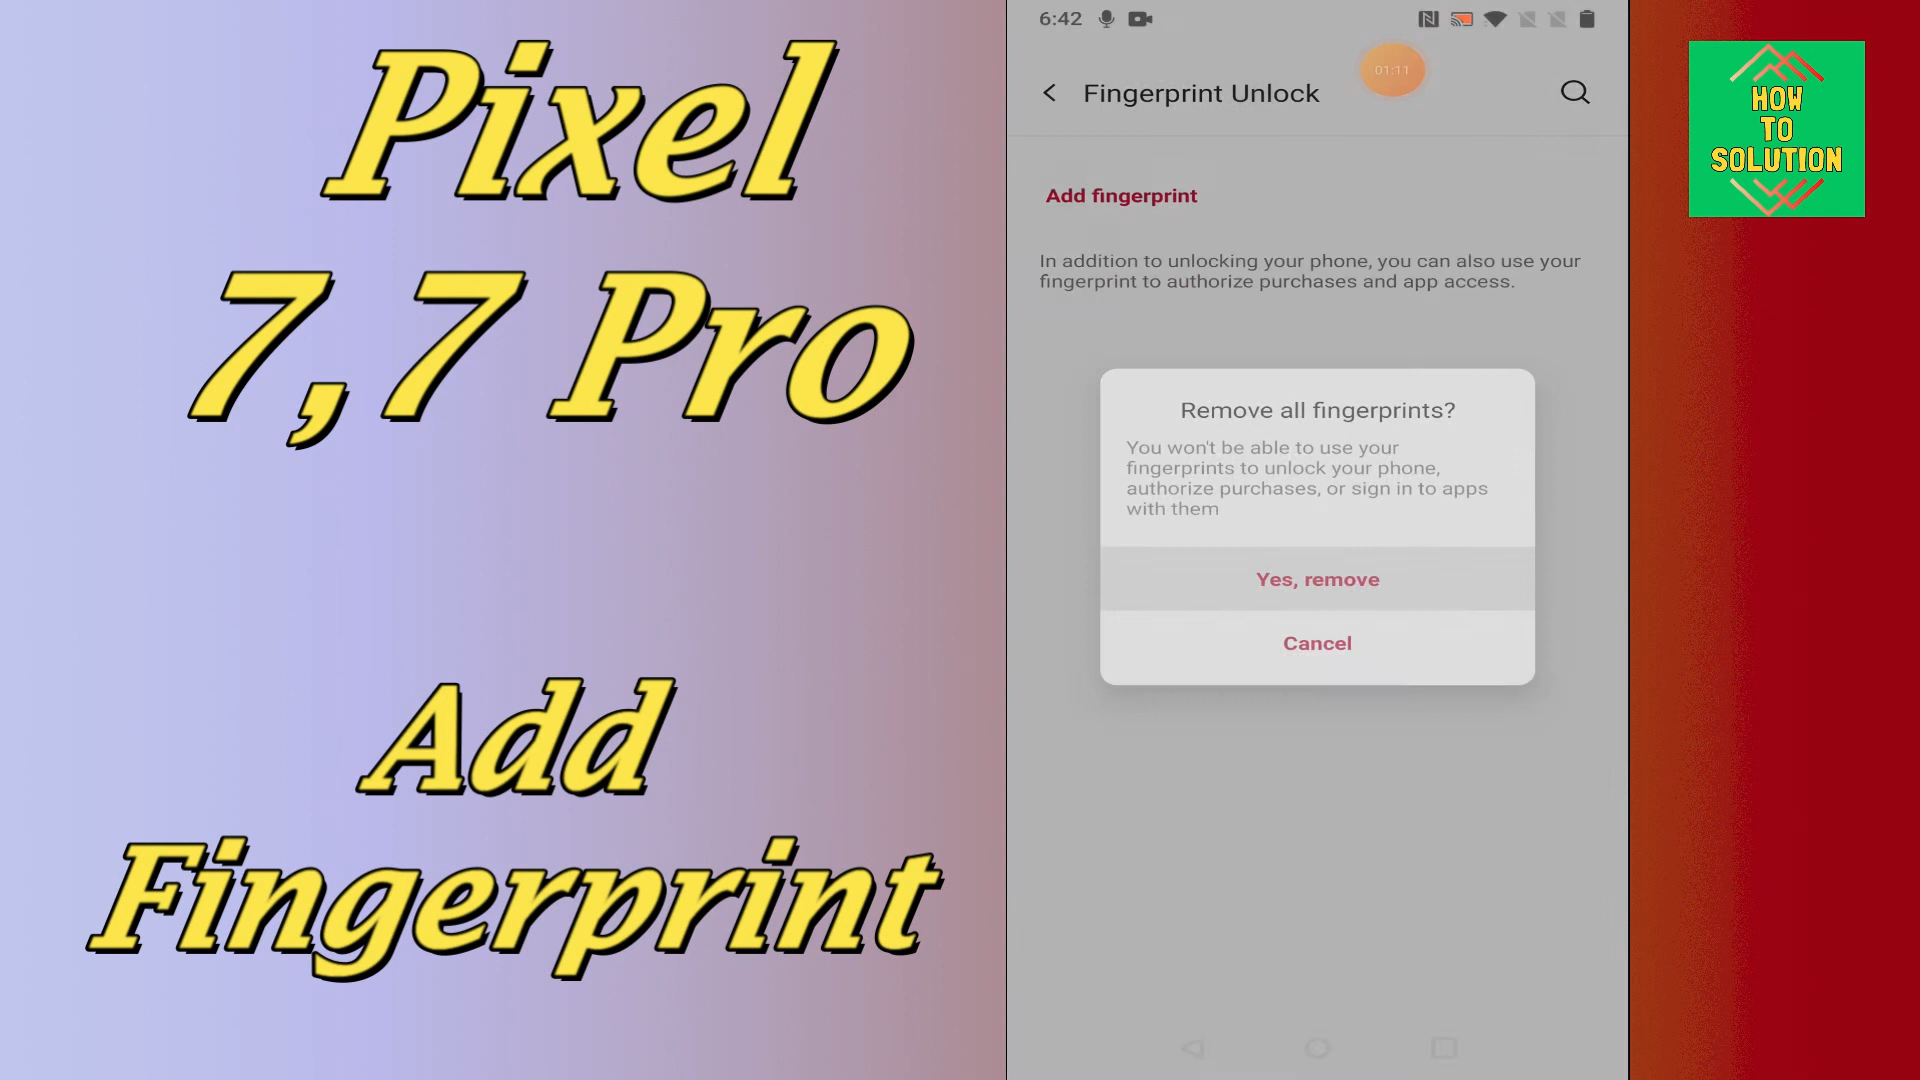 Pixel
7,7 Pro
Add
Fingerprint
6:42
01:11
Fingerprint Unlock
Add fingerprint
In addition to unlocking your phone, you can also use your
fingerprint to authorize purchases and app access.
Remove all fingerprints?
You won't be able to use your
fingerprints to unlock your phone,
authorize purchases, or sign in to apps
with them
Yes, remove
Cancel
HOW
TO
SOLUTION